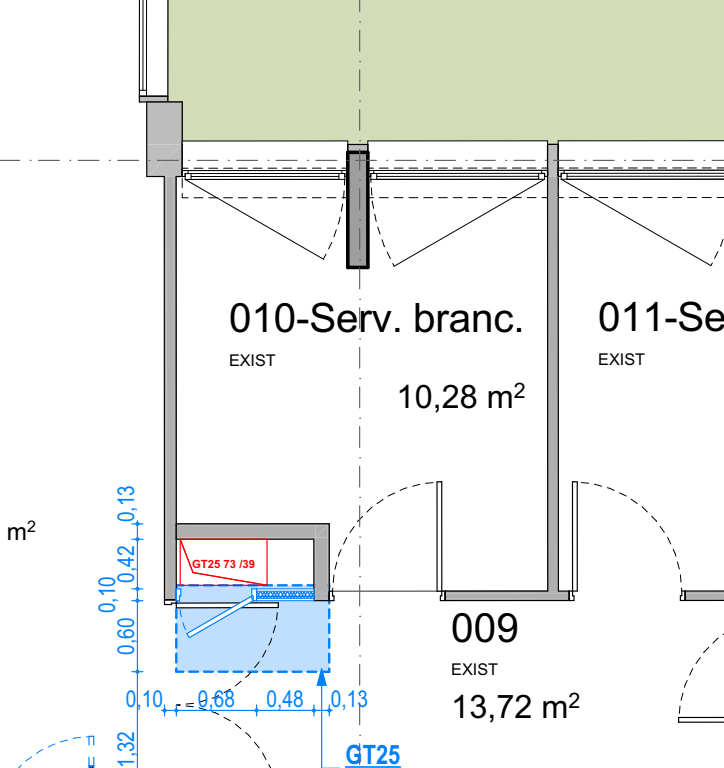 010-Serv. branc.
EXIST
10,28 m²
011-Se
EXIST
m²
0,13
0,42
0,10
0,60
1,32
GT25 73 /39
009
EXIST
13,72 m²
0,10 0,68 0,48 0,13
GT25